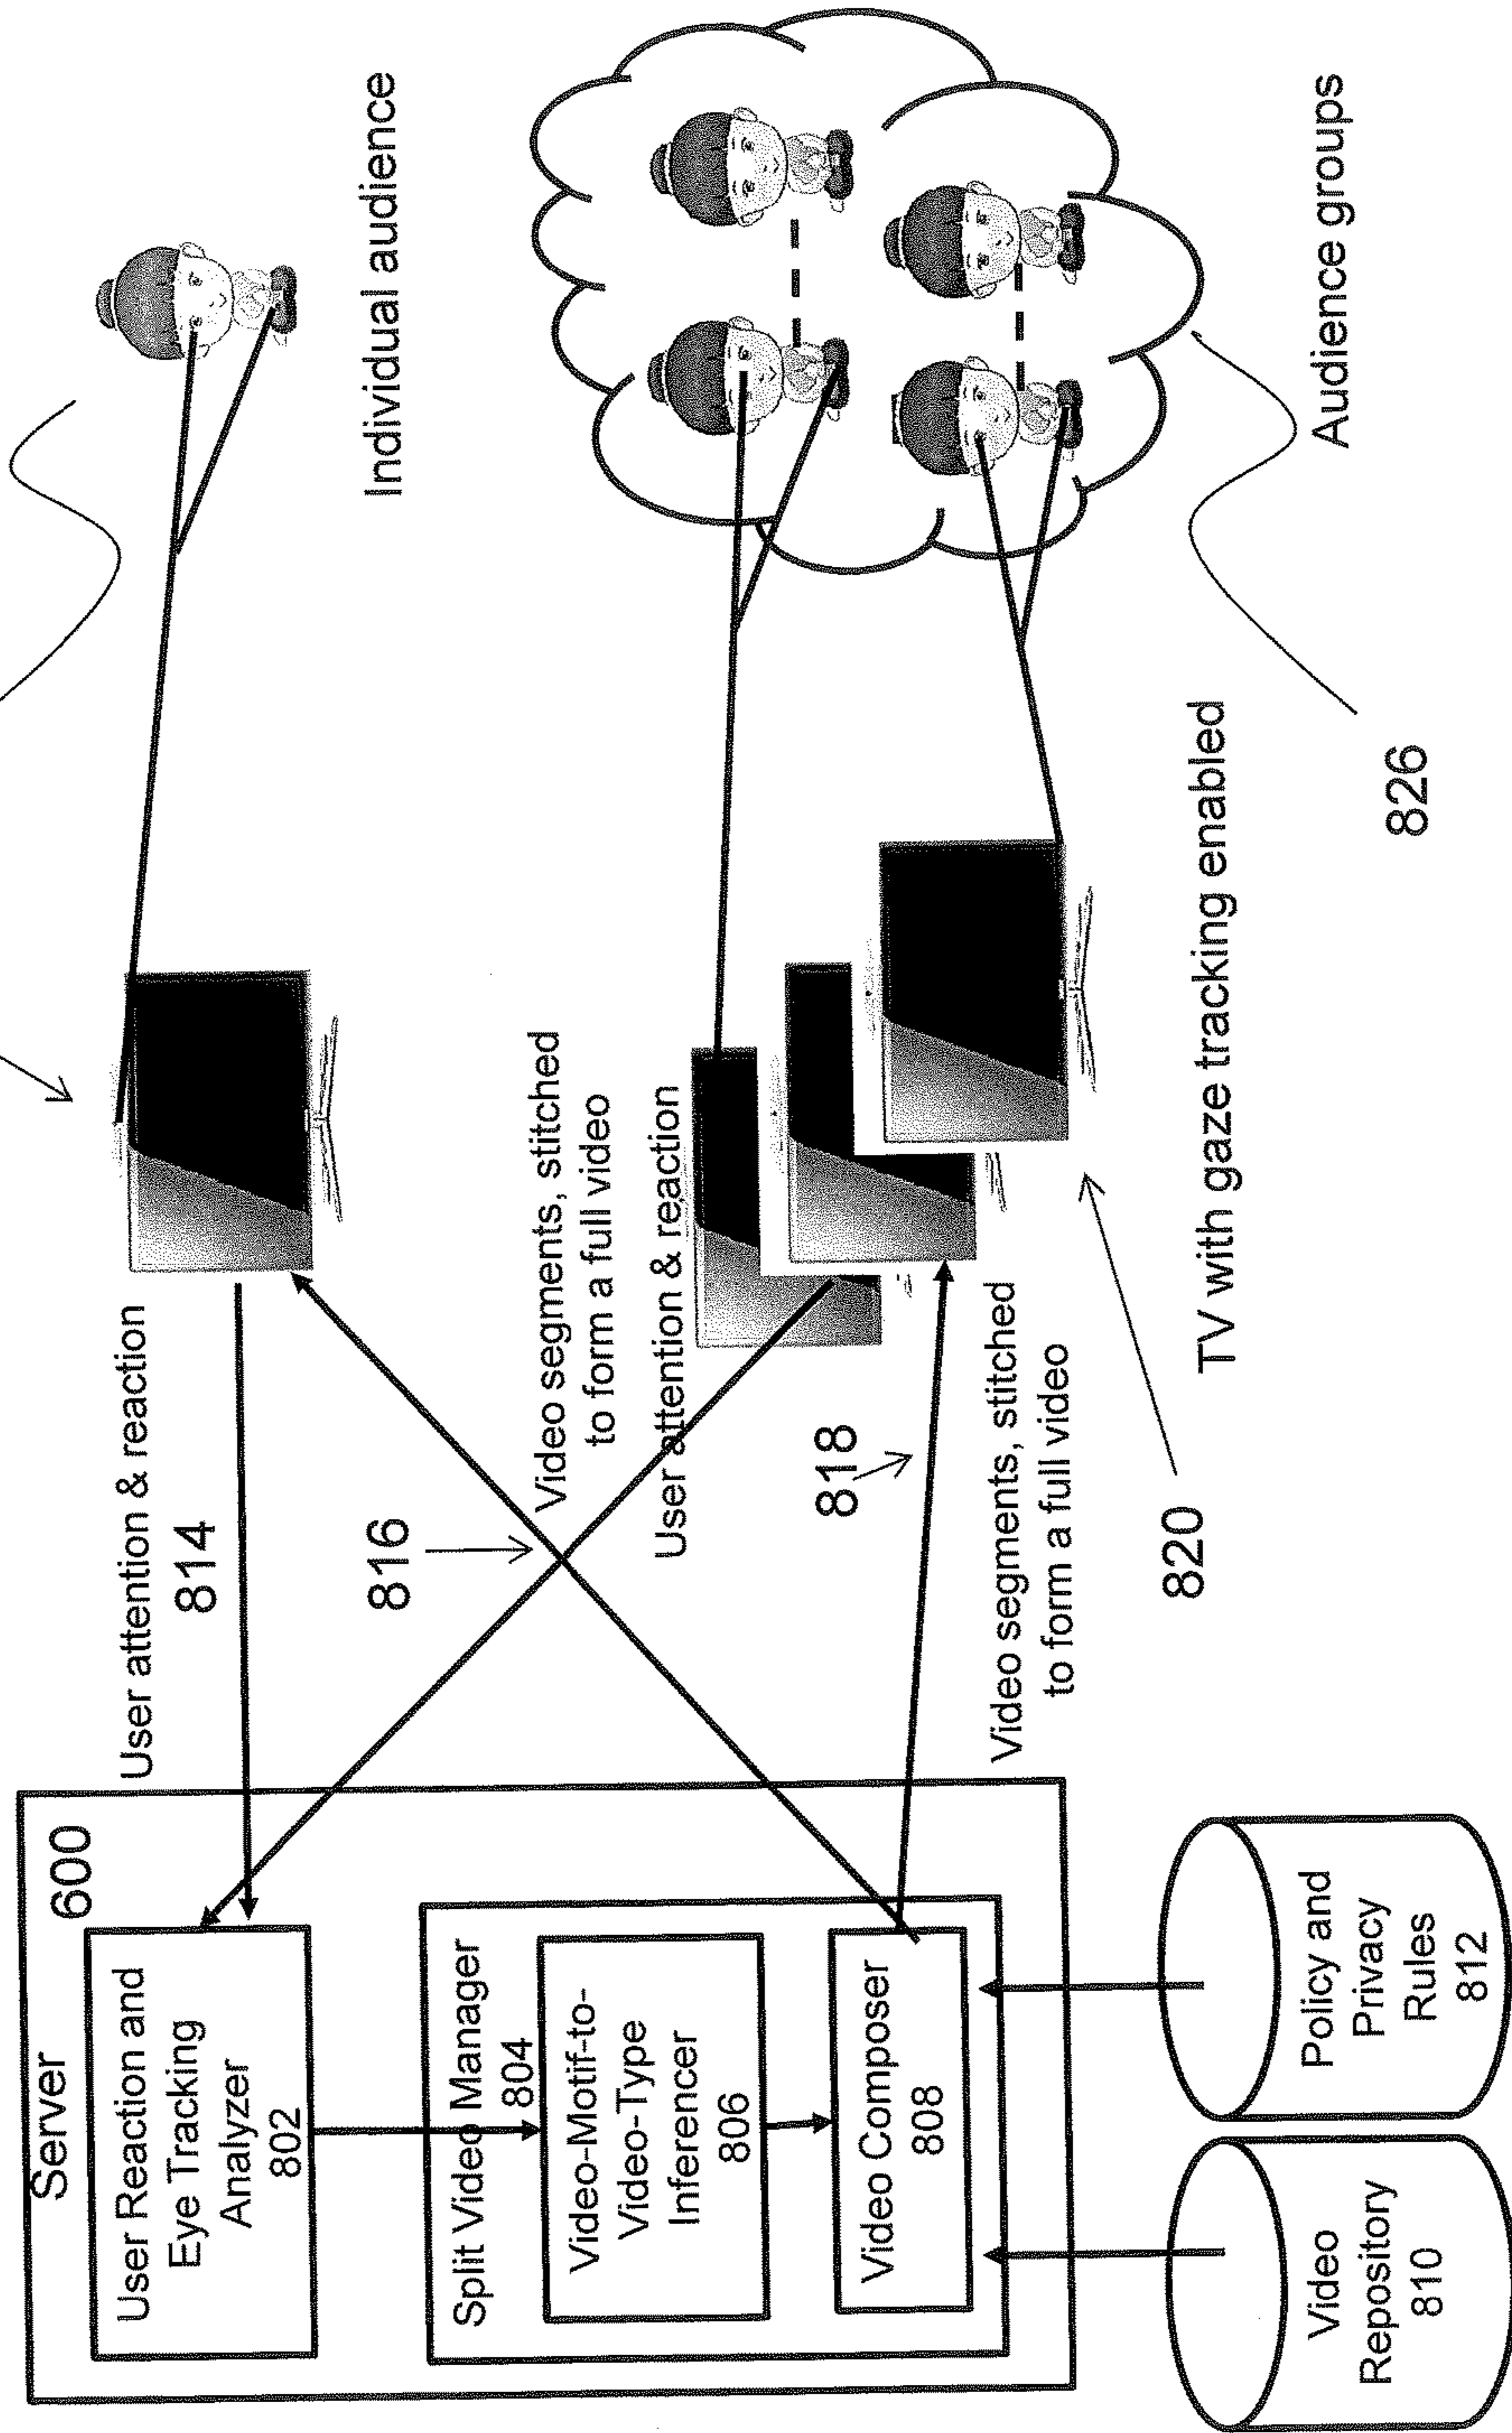 Server
600
User Reaction and
Eye Tracking
Analyzer
802
Split Video Manager
804
Video-Motif-to-
Video-Type
Inferencer
806
Video Composer
808
Video
Repository
810
Policy and
Privacy
Rules
812
User attention & reaction
814
816
Video segments, stitched
to form a full video
User attention & reaction
818
Video segments, stitched
to form a full video
820
TV with gaze tracking enabled
Individual audience
Audience groups
826